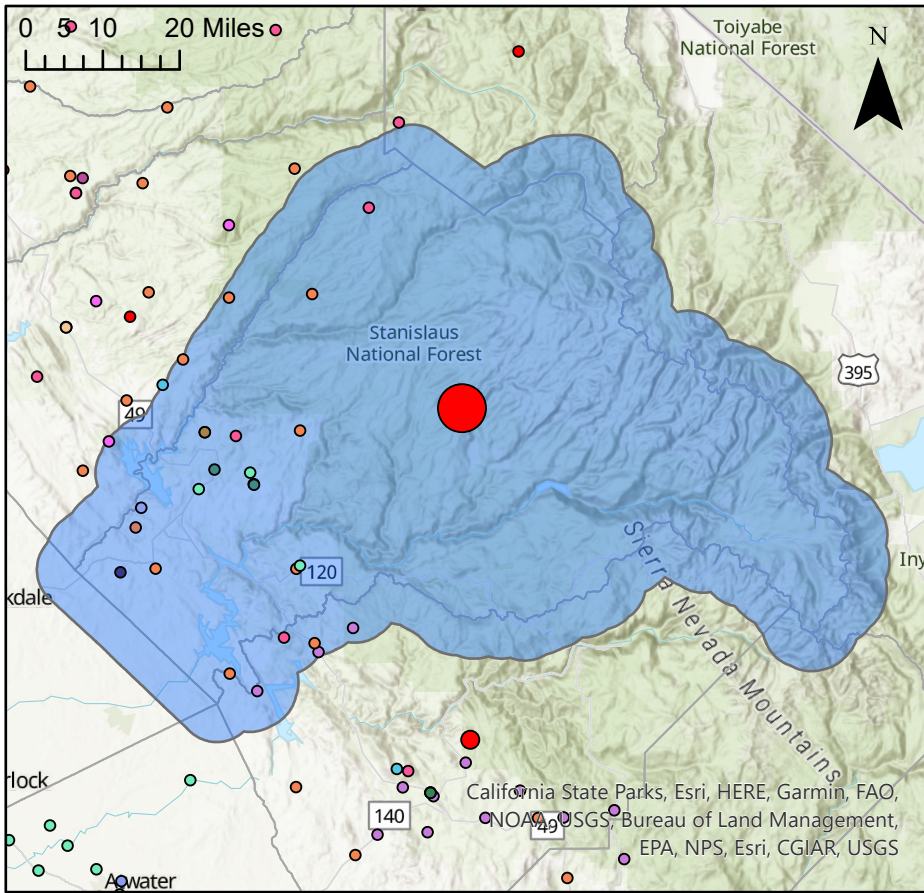 0 5 10 20 Miles
Toiyabe
National Forest
N
Stanislaus
National Forest
395
49
120
Sierra Nevada Mountains
Iny
kdale
rlock
140
49
Atwater
California State Parks, Esri, HERE, Garmin, FAO,
NOAA, USGS, Bureau of Land Management,
EPA, NPS, Esri, CGIAR, USGS